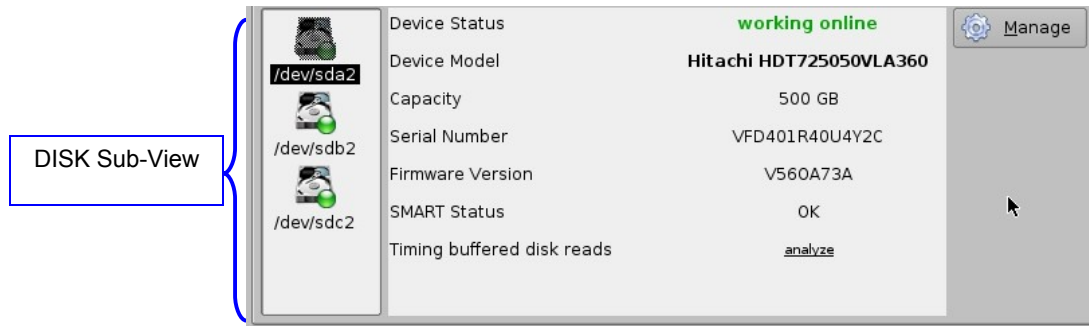 DISK Sub-View
/dev/sda2
/dev/sdb2
/dev/sdc2
Device Status working online
Device Model Hitachi HDT725050VLA360
Capacity 500 GB
Serial Number VFD401R40U4Y2C
Firmware Version V560A73A
SMART Status OK
Timing buffered disk reads analyze
Manage